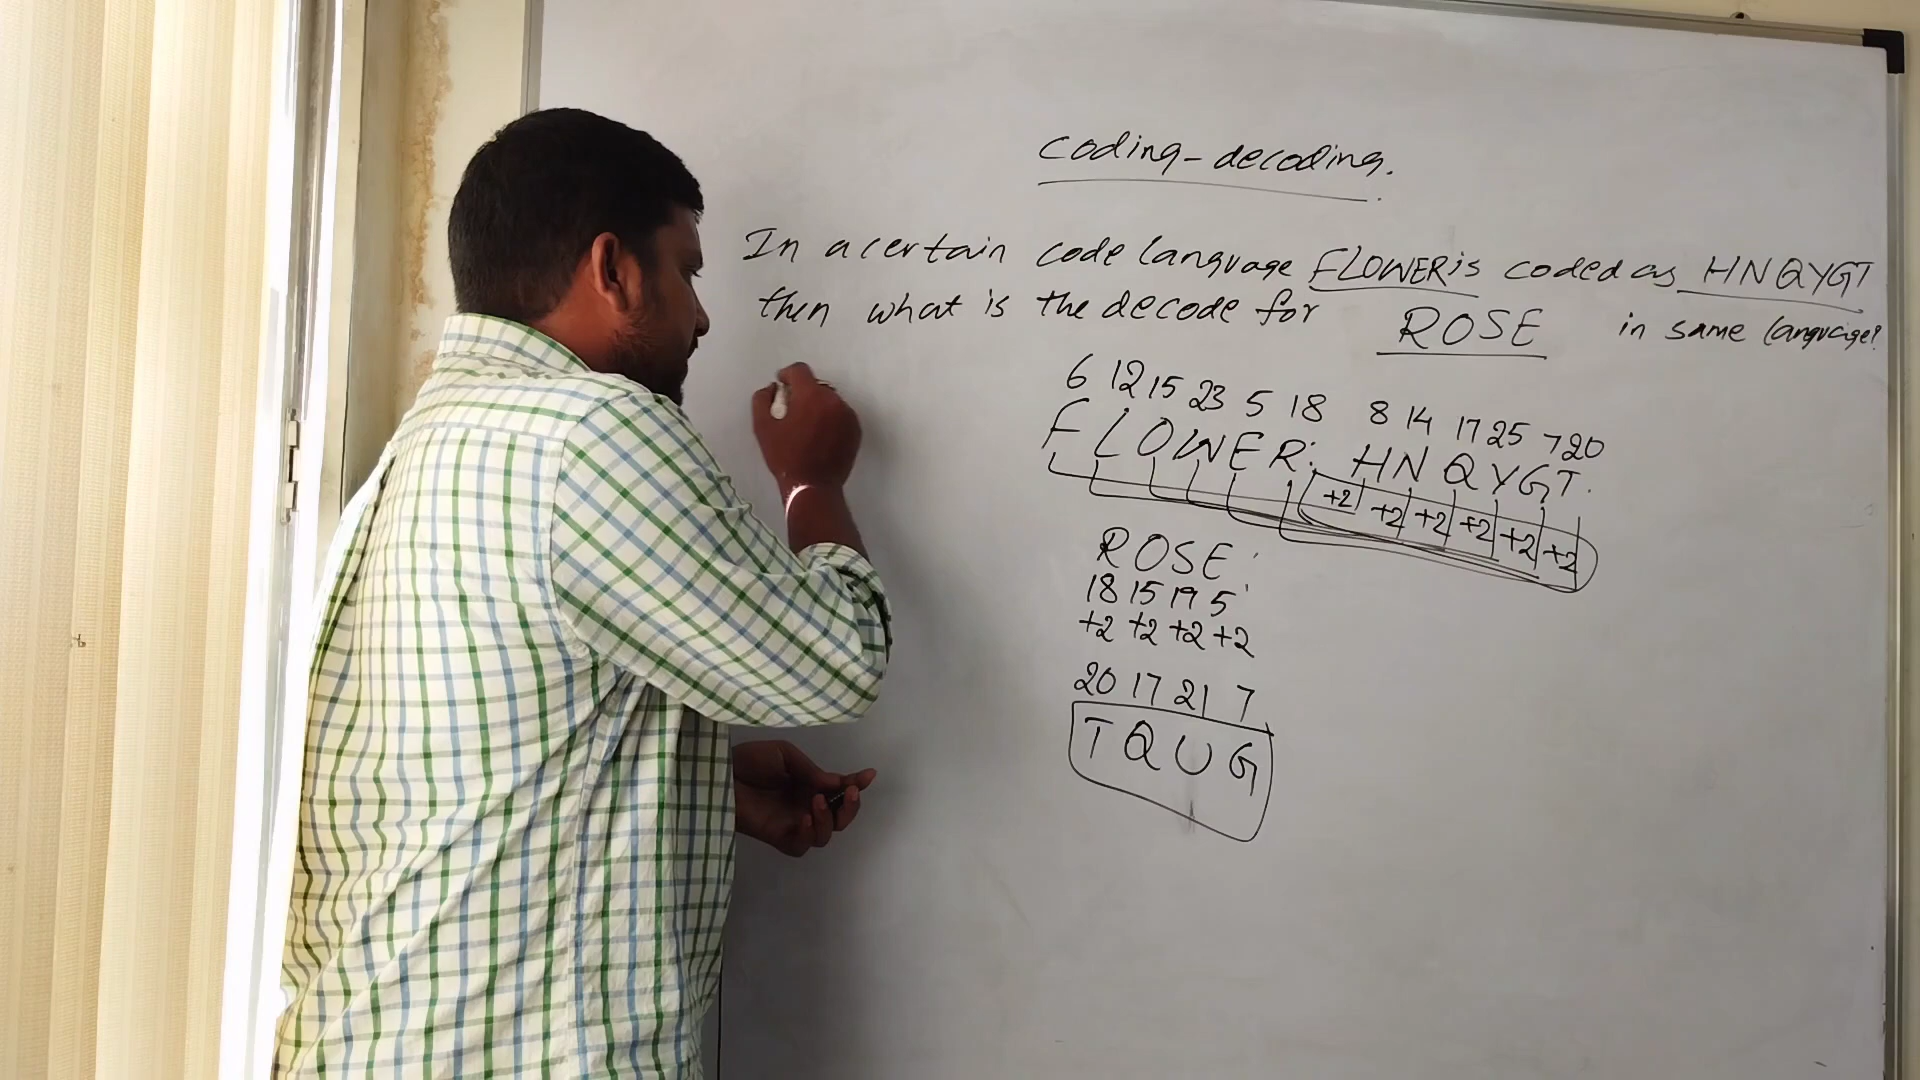 Coding-decoding.
In a certain code language FLOWER is coded as HNQYGT
then what is the decode for ROSE in same language?
6 12 15 23 5 18 8 14 17 25 7 20
FLOWER: HNQYGT.
+2 +2 +2 +2 +2 +2
ROSE:
18 15 19 5
+2 +2 +2 +2
20 17 21 7
TQUG